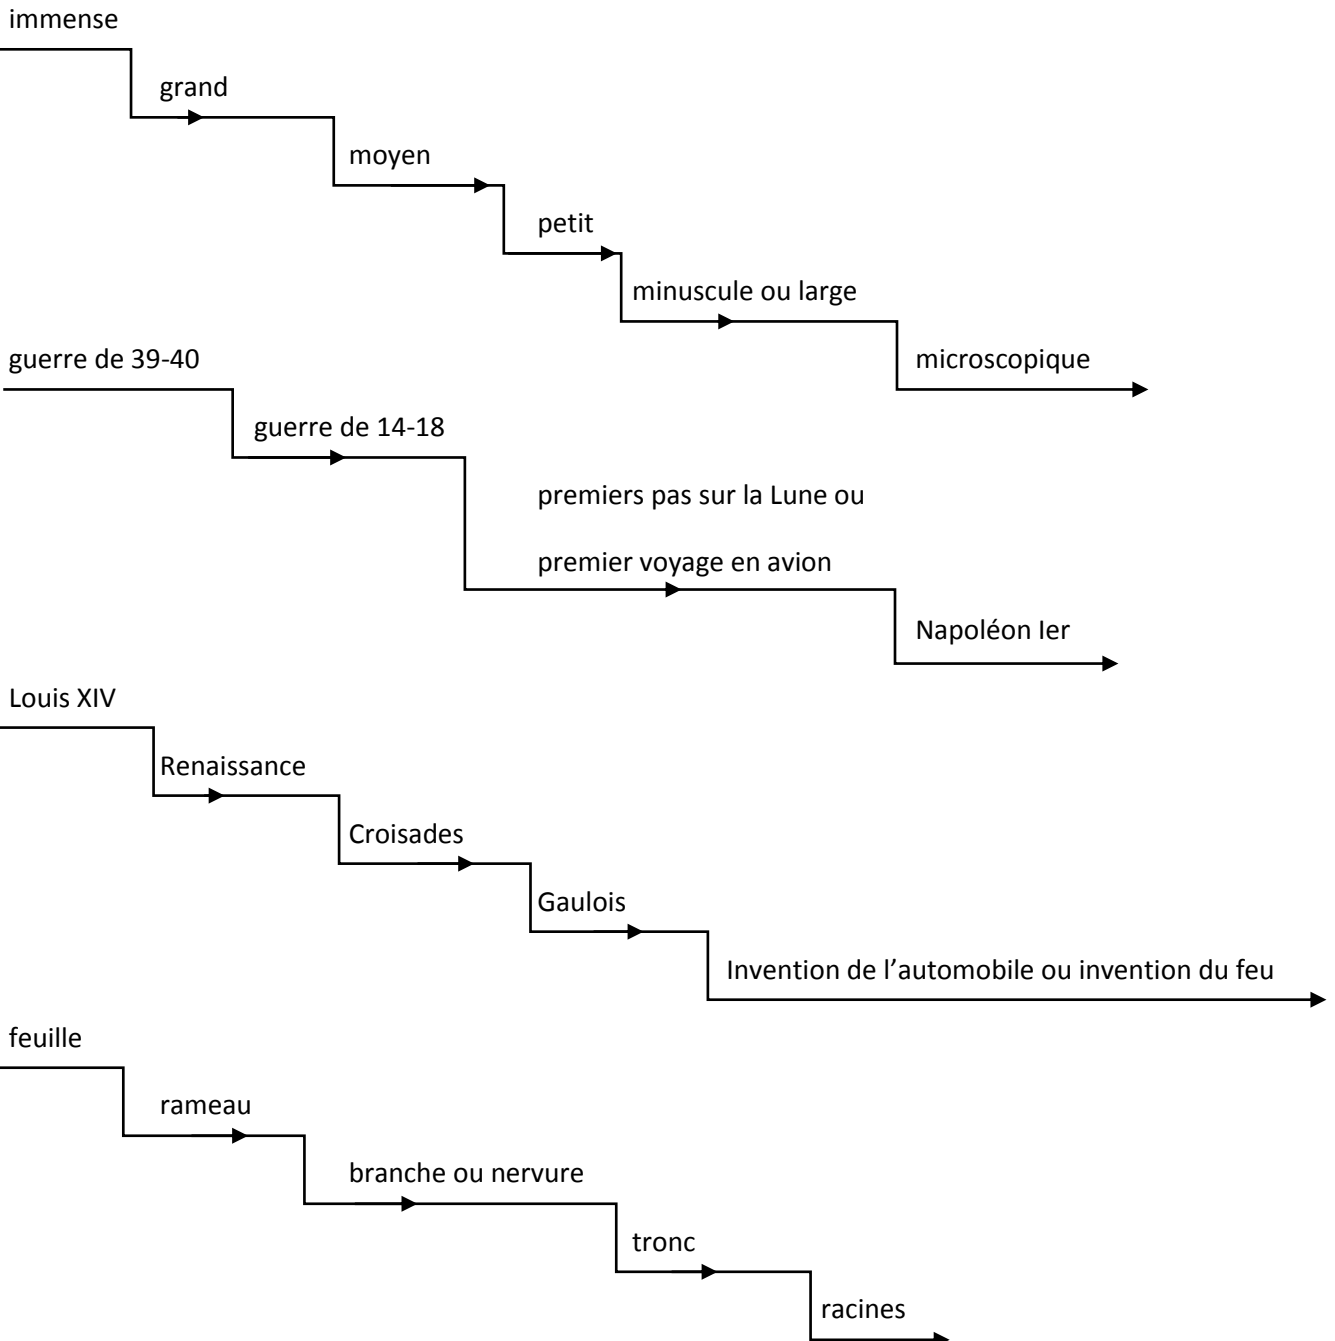 immense
grand
moyen
petit
minuscule ou large
microscopique
guerre de 39-40
guerre de 14-18
premiers pas sur la Lune ou
premier voyage en avion
Napoléon Ier
Louis XIV
Renaissance
Croisades
Gaulois
Invention de l’automobile ou invention du feu
feuille
rameau
branche ou nervure
tronc
racines